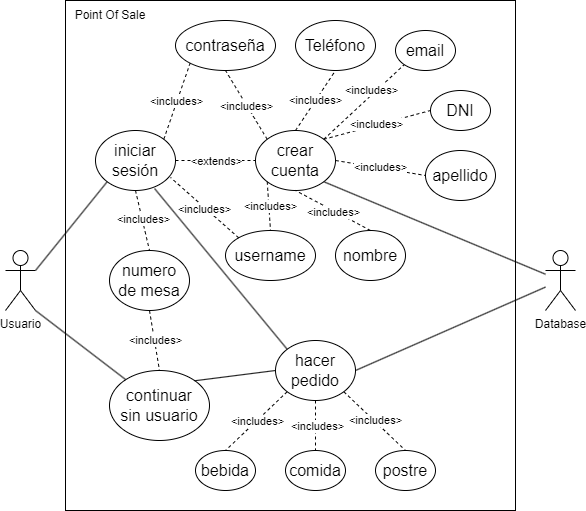 Point Of Sale
contraseña
Teléfono
email
<includes>
<includes>
<includes>
<includes>
DNI
<includes>
iniciar
sesión
<extends>
crear
cuenta
<includes>
apellido
<includes>
<includes>
<includes>
<includes>
username
nombre
numero
de mesa
Usuario
Database
<includes>
hacer
pedido
continuar
sin usuario
<includes>
<includes>
<includes>
bebida
comida
postre